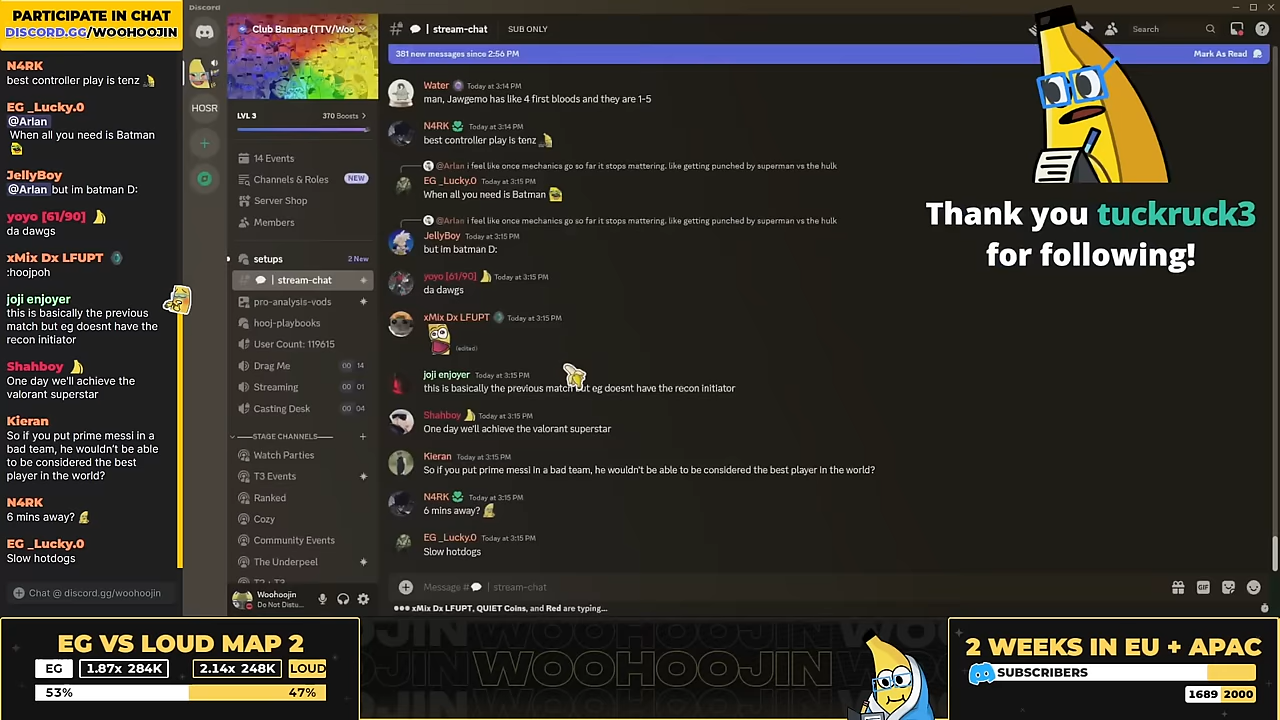 PARTICIPATE IN CHAT
DISCORD.GG/WOOHOOJIN
N4RK
best controller play is tenz
EG _Lucky.0
@Arlan
When all you need is Batman
JellyBoy
@Arlan but im batman D:
yoyo [61/90]
da dawgs
xMix Dx LFUPT
:hoojpoh
joji enjoyer
this is basically the previous
match but eg doesnt have the
recon initiator
Shahboy
One day we'll achieve the
valorant superstar
Kieran
So if you put prime messi in a
bad team, he wouldn't be able
to be considered the best
player in the world?
N4RK
6 mins away?
EG _Lucky.0
Slow hotdogs
Chat @ discord.gg/woohoojin
Discord
HOSR
Club Banana (TTV/Woo
LVL 3
370 Boosts
14 Events
Channels & Roles NEW
Server Shop
Members
setups 2 New
| stream-chat
pro-analysis-vods
hooj-playbooks
User Count: 119615
Drag Me 00 14
Streaming 00 01
Casting Desk 00 04
STAGE CHANNELS
Watch Parties
T3 Events
Ranked
Cozy
Community Events
The Underpeel
Woohoojin
Do Not Distu...
| stream-chat SUB ONLY
Search
381 new messages since 2:56 PM
Mark As Read
Water Today at 3:14 PM
man, Jawgemo has like 4 first bloods and they are 1-5
N4RK Today at 3:14 PM
best controller play is tenz
@Arlan i feel like once mechanics go so far it stops mattering. like getting punched by superman vs the hulk
EG _Lucky.0 Today at 3:15 PM
When all you need is Batman
@Arlan i feel like once mechanics go so far it stops mattering. like getting punched by superman vs the hulk
JellyBoy Today at 3:15 PM
but im batman D:
yoyo [61/90] Today at 3:15 PM
da dawgs
xMix Dx LFUPT Today at 3:15 PM
(edited)
joji enjoyer Today at 3:15 PM
this is basically the previous match but eg doesnt have the recon initiator
Shahboy Today at 3:15 PM
One day we'll achieve the valorant superstar
Kieran Today at 3:15 PM
So if you put prime messi in a bad team, he wouldn't be able to be considered the best player in the world?
N4RK Today at 3:15 PM
6 mins away?
EG _Lucky.0 Today at 3:15 PM
Slow hotdogs
Message # | stream-chat
GIF
xMix Dx LFUPT, QUIET Coins, and Red are typing...
Thank you tuckruck3
for following!
EG VS LOUD MAP 2
EG 1.87x 284K 2.14x 248K LOUD
53% 47%
WOOHOOJIN
2 WEEKS IN EU + APAC
SUBSCRIBERS
1689 2000